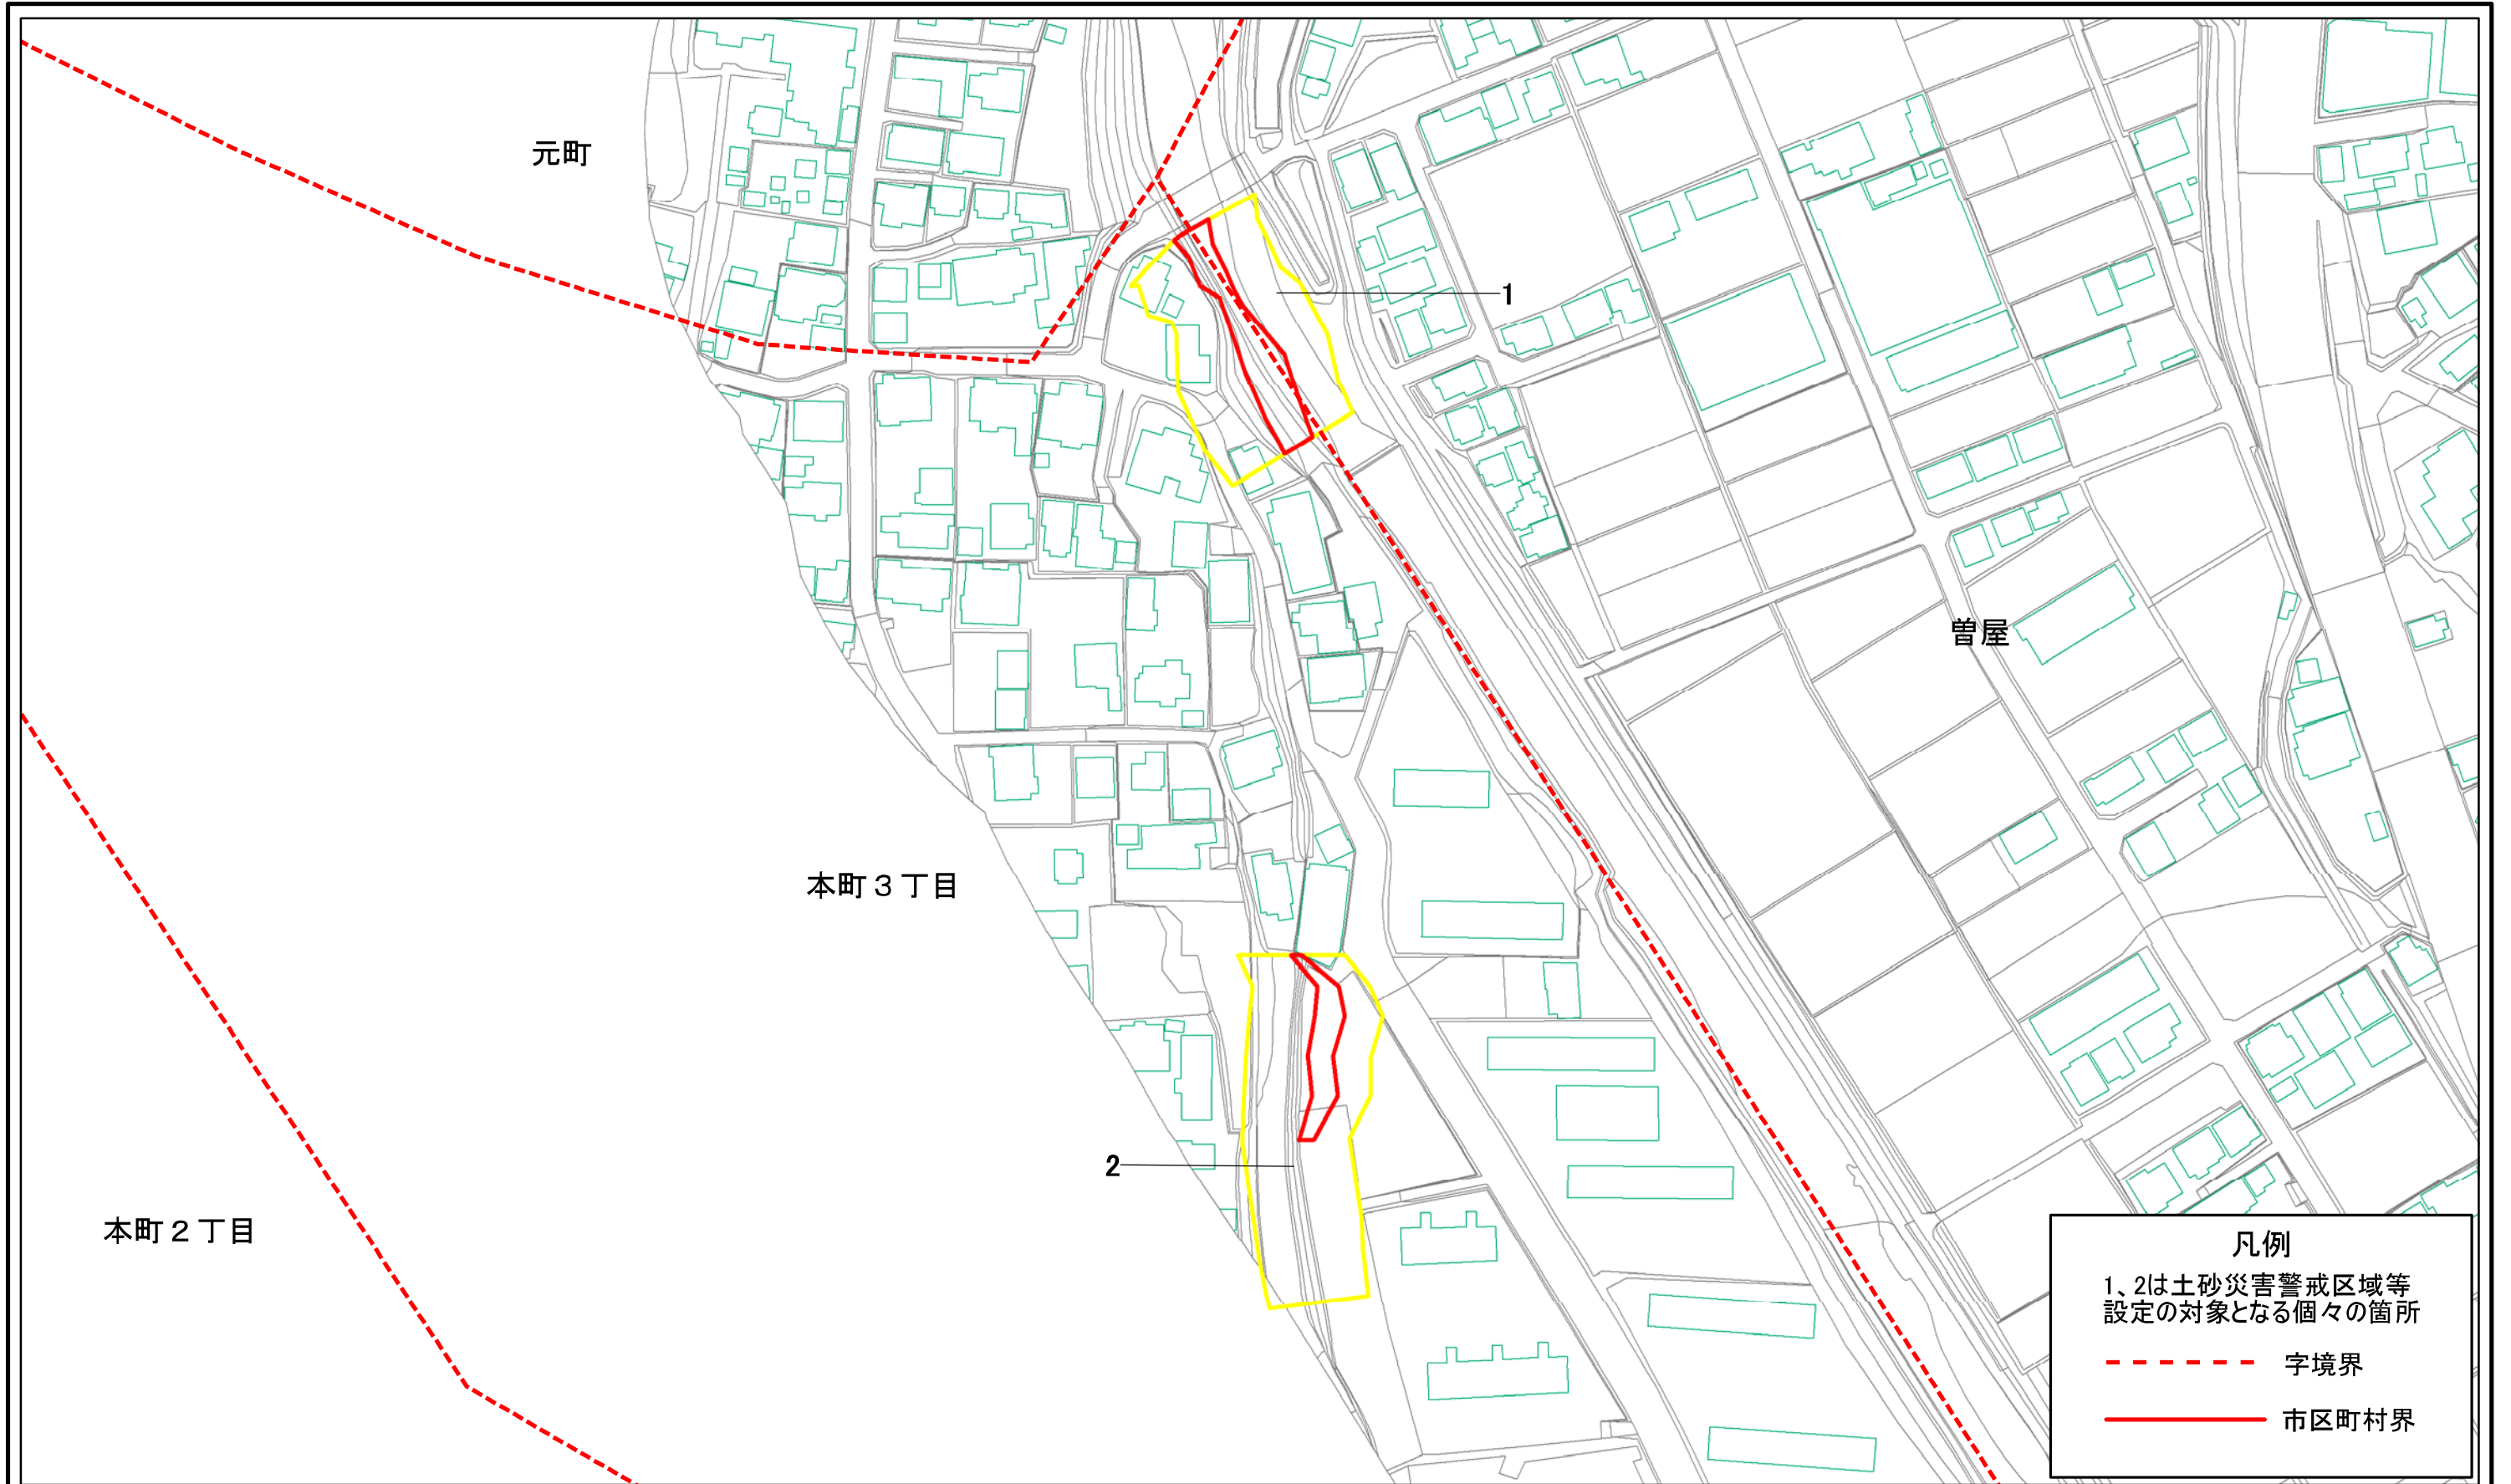 元町
1
曽屋
本町３丁目
2
本町２丁目
凡例
1、2は土砂災害警戒区域等
設定の対象となる個々の箇所
字境界
市区町村界